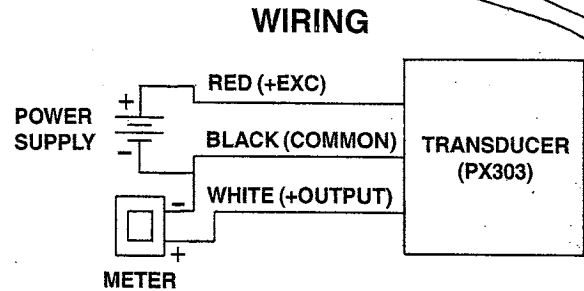 WIRING
RED (+EXC)
+
POWER
SUPPLY
−
BLACK (COMMON)
TRANSDUCER
(PX303)
WHITE (+OUTPUT)
−
+
METER